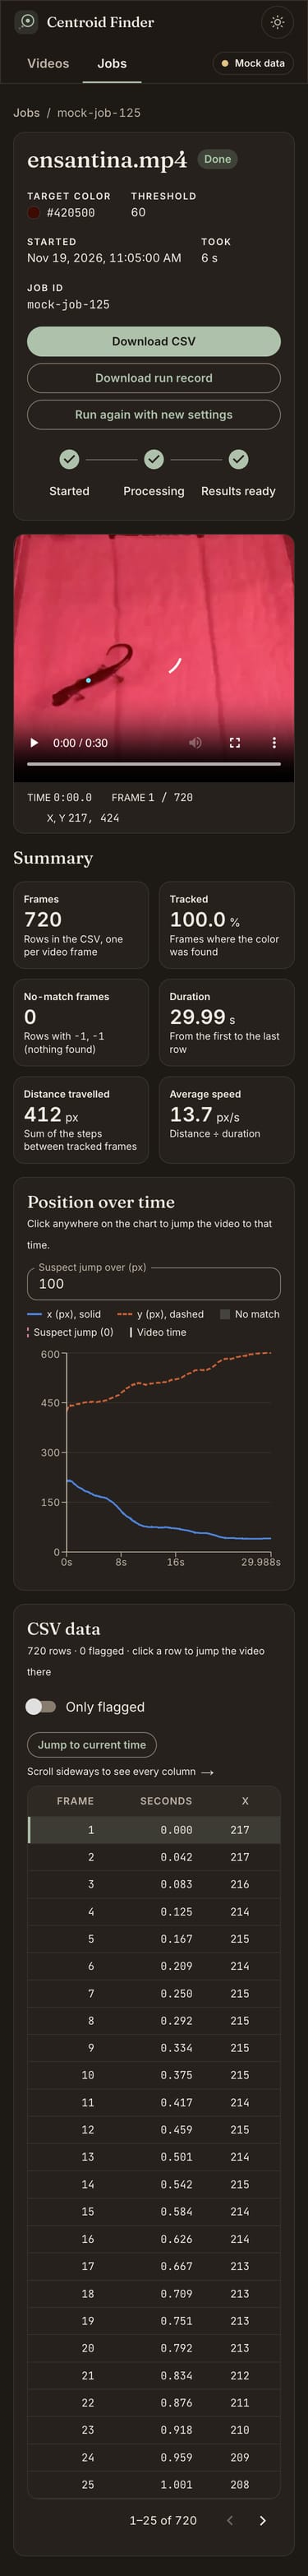 Centroid Finder
Videos Jobs Mock data
Jobs / mock-job-125
ensantina.mp4 Done
TARGET COLOR THRESHOLD
#420500 60
STARTED TOOK
Nov 19, 2026, 11:05:00 AM 6 s
JOB ID
mock-job-125
Download CSV
Download run record
Run again with new settings
Started Processing Results ready
0:00 / 0:30
TIME 0:00.0 FRAME 1 / 720
X, Y 217, 424
Summary
Frames
720
Rows in the CSV, one
per video frame
Tracked
100.0 %
Frames where the color
was found
No-match frames
0
Rows with -1, -1
(nothing found)
Duration
29.99 s
From the first to the last
row
Distance travelled
412 px
Sum of the steps
between tracked frames
Average speed
13.7 px/s
Distance ÷ duration
Position over time
Click anywhere on the chart to jump the video to that
time.
Suspect jump over (px)
100
x (px), solid y (px), dashed No match
Suspect jump (0) Video time
600
450
300
150
0
0s 8s 16s 29.988s
CSV data
720 rows · 0 flagged · click a row to jump the video
there
Only flagged
Jump to current time
Scroll sideways to see every column →
FRAME SECONDS X
1 0.000 217
2 0.042 217
3 0.083 216
4 0.125 214
5 0.167 215
6 0.209 214
7 0.250 215
8 0.292 215
9 0.334 215
10 0.375 215
11 0.417 214
12 0.459 215
13 0.501 214
14 0.542 215
15 0.584 214
16 0.626 214
17 0.667 213
18 0.709 213
19 0.751 213
20 0.792 213
21 0.834 212
22 0.876 211
23 0.918 210
24 0.959 209
25 1.001 208
1–25 of 720